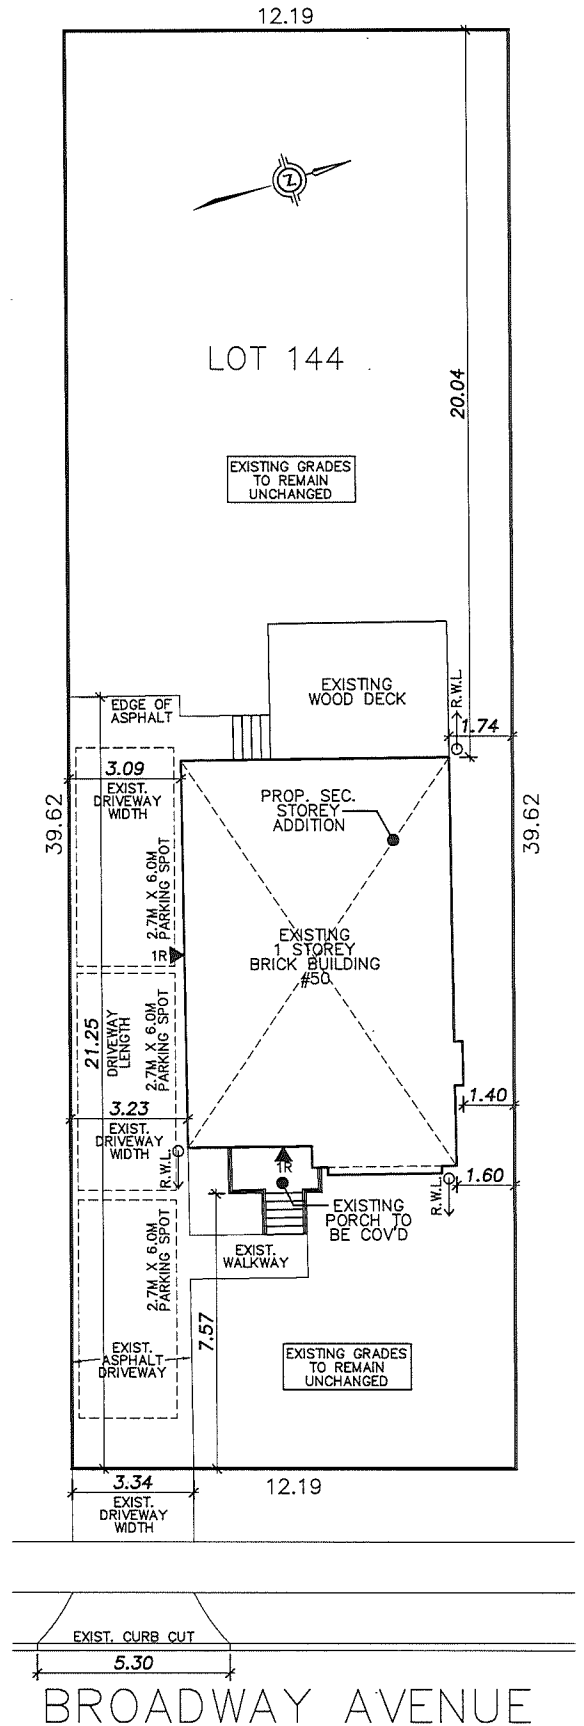 12.19
N
LOT 144
20.04
EXISTING GRADES
TO REMAIN
UNCHANGED
EXISTING
WOOD DECK
R.W.L.
1.74
EDGE OF
ASPHALT
3.09
EXIST.
DRIVEWAY
WIDTH
39.62
39.62
PROP. SEC.
STOREY
ADDITION
2.7M X 6.0M
PARKING SPOT
1R
EXISTING
1 STOREY
BRICK BUILDING
#50
21.25
DRIVEWAY
LENGTH
2.7M X 6.0M
PARKING SPOT
1.40
3.23
EXIST.
DRIVEWAY
WIDTH
R.W.L.
1R
1.60
R.W.L.
EXISTING
PORCH TO
BE COV'D
2.7M X 6.0M
PARKING SPOT
EXIST.
WALKWAY
7.57
EXIST.
ASPHALT
DRIVEWAY
EXISTING GRADES
TO REMAIN
UNCHANGED
3.34
EXIST.
DRIVEWAY
WIDTH
12.19
EXIST. CURB CUT
5.30
BROADWAY AVENUE